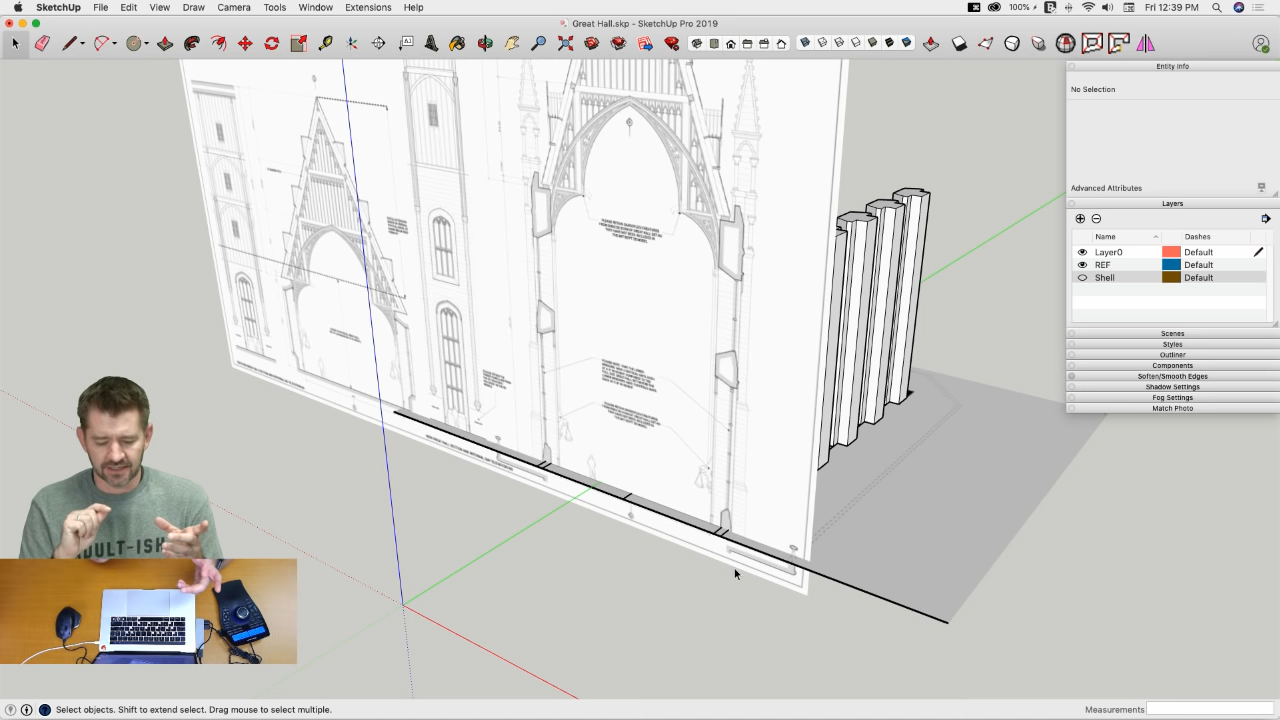 SketchUp File Edit View Draw Camera Tools Window Extensions Help
100% Fri 12:39 PM
Great Hall.skp - SketchUp Pro 2019
Entity Info
No Selection
Advanced Attributes
Layers
Name Dashes
Layer0 Default
REF Default
Shell Default
Scenes
Styles
Outliner
Components
Soften/Smooth Edges
Shadow Settings
Fog Settings
Match Photo
ADULT-ISH
Select objects. Shift to extend select. Drag mouse to select multiple.
Measurements